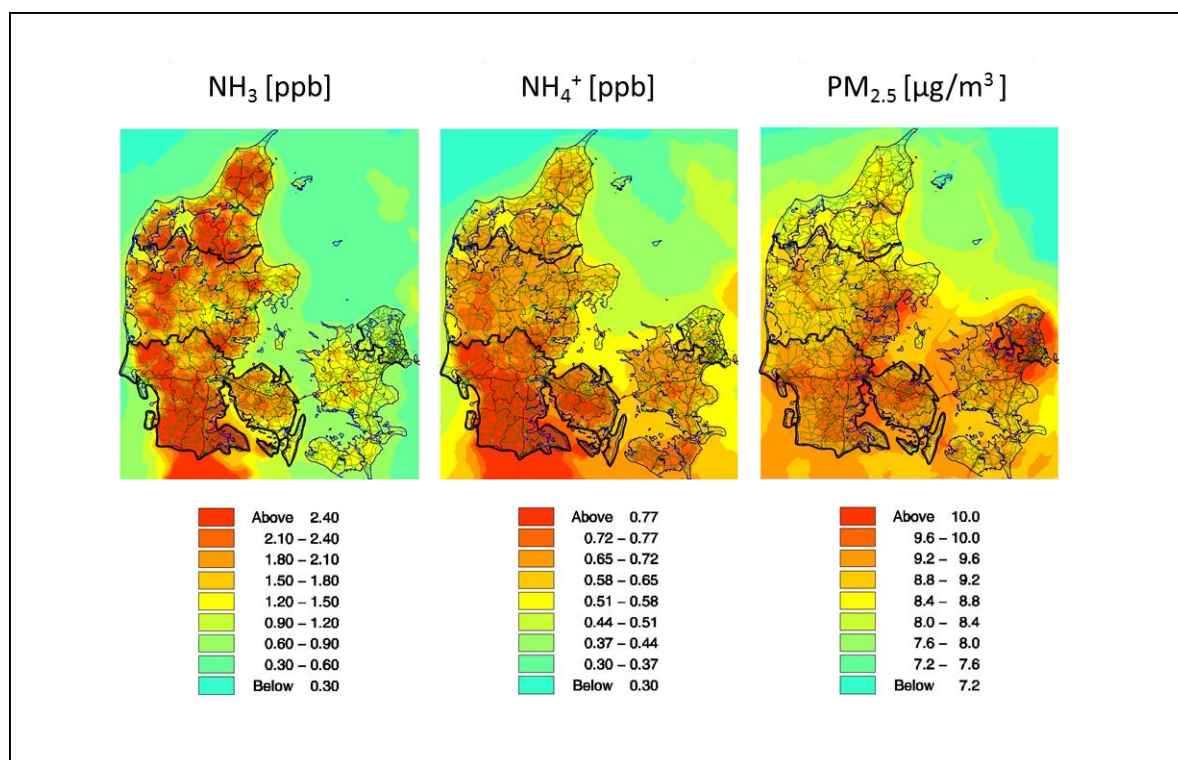 NH₃ [ppb]
NH₄⁺ [ppb]
PM₂.₅ [µg/m³ ]
Above 2.40
2.10 – 2.40
1.80 – 2.10
1.50 – 1.80
1.20 – 1.50
0.90 – 1.20
0.60 – 0.90
0.30 – 0.60
Below 0.30
Above 0.77
0.72 – 0.77
0.65 – 0.72
0.58 – 0.65
0.51 – 0.58
0.44 – 0.51
0.37 – 0.44
0.30 – 0.37
Below 0.30
Above 10.0
9.6 – 10.0
9.2 – 9.6
8.8 – 9.2
8.4 – 8.8
8.0 – 8.4
7.6 – 8.0
7.2 – 7.6
Below 7.2